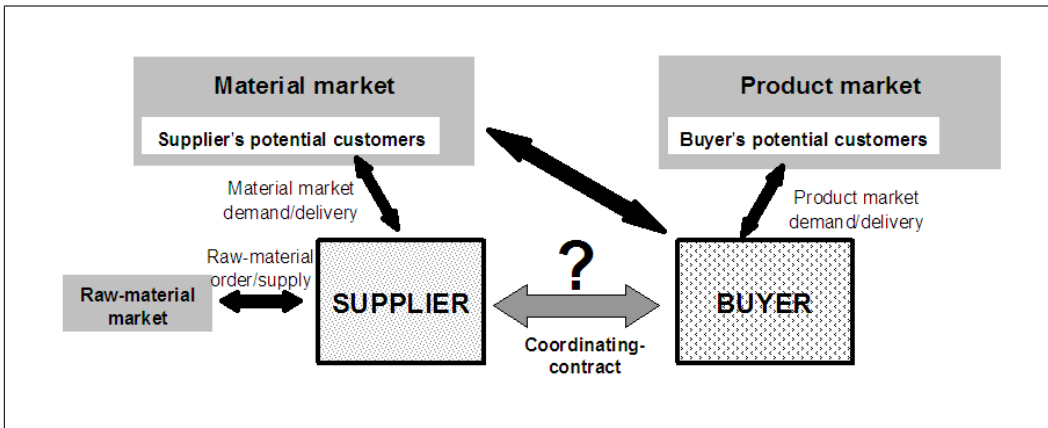 Material market
Supplier's potential customers
Product market
Buyer's potential customers
Material market
demand/delivery
Product market
demand/delivery
Raw-material
order/supply
Raw-material
market
SUPPLIER
?
Coordinating-
contract
BUYER